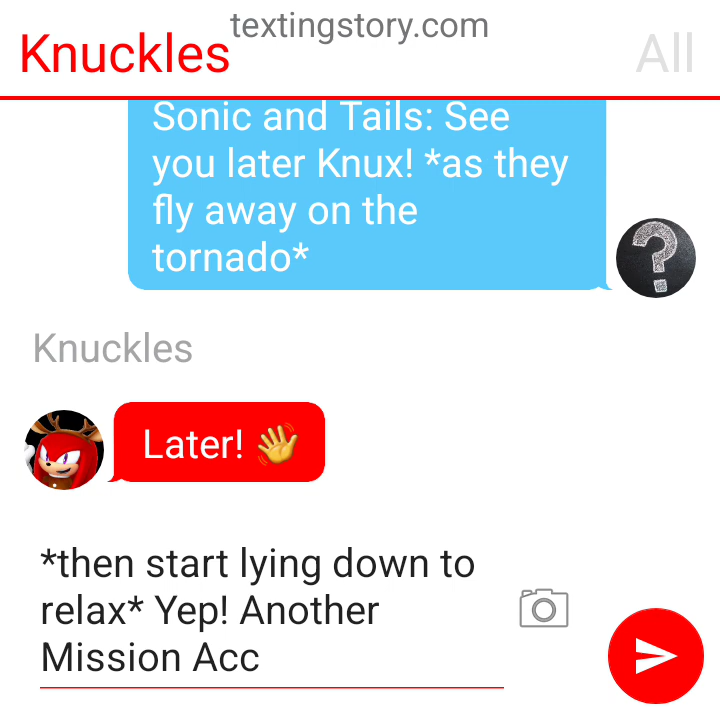 textingstory.com
Knuckles
All
Sonic and Tails: See
you later Knux! *as they
fly away on the
tornado*
?
Knuckles
Later! 👋
*then start lying down to
relax* Yep! Another
Mission Acc